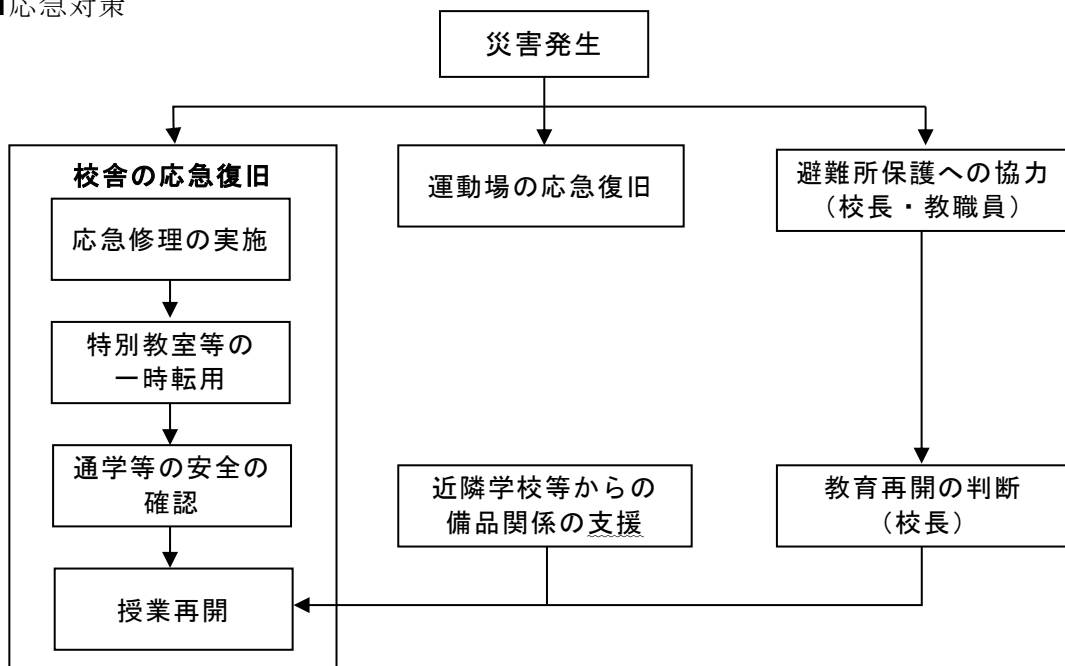 応急対策
災害発生
校舎の応急復旧
応急修理の実施
特別教室等の
一時転用
通学等の安全の
確認
授業再開
運動場の応急復旧
近隣学校等からの
備品関係の支援
避難所保護への協力
（校長・教職員）
教育再開の判断
（校長）